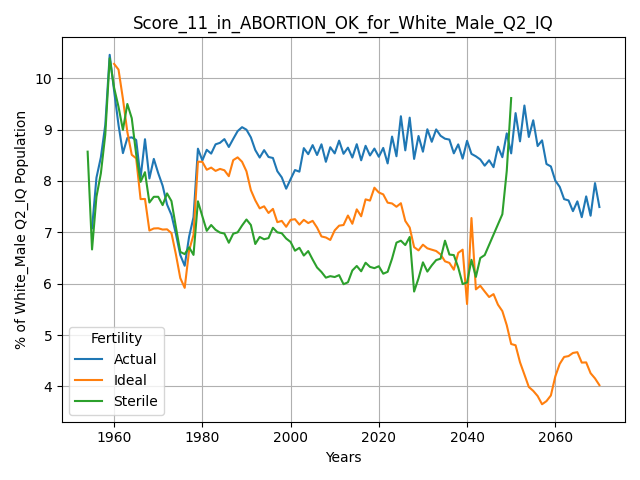 Score_11_in_ABORTION_OK_for_White_Male_Q2_IQ
% of White_Male Q2_IQ Population
10
9
8
7
6
5
4
Fertility
Actual
Ideal
Sterile
1960
1980
2000
2020
2040
2060
Years